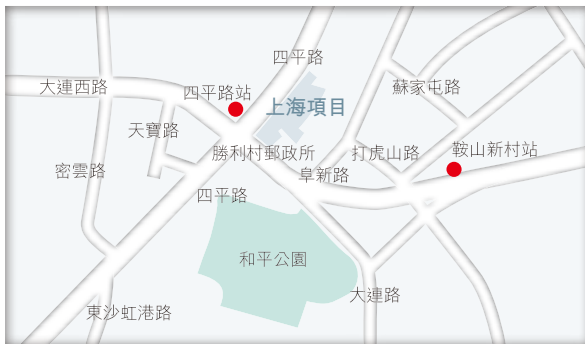 四平路
大連西路
四平路站
蘇家屯路
上海項目
天寶路
勝利村郵政所
打虎山路
鞍山新村站
密雲路
阜新路
四平路
和平公園
大連路
東沙虹港路